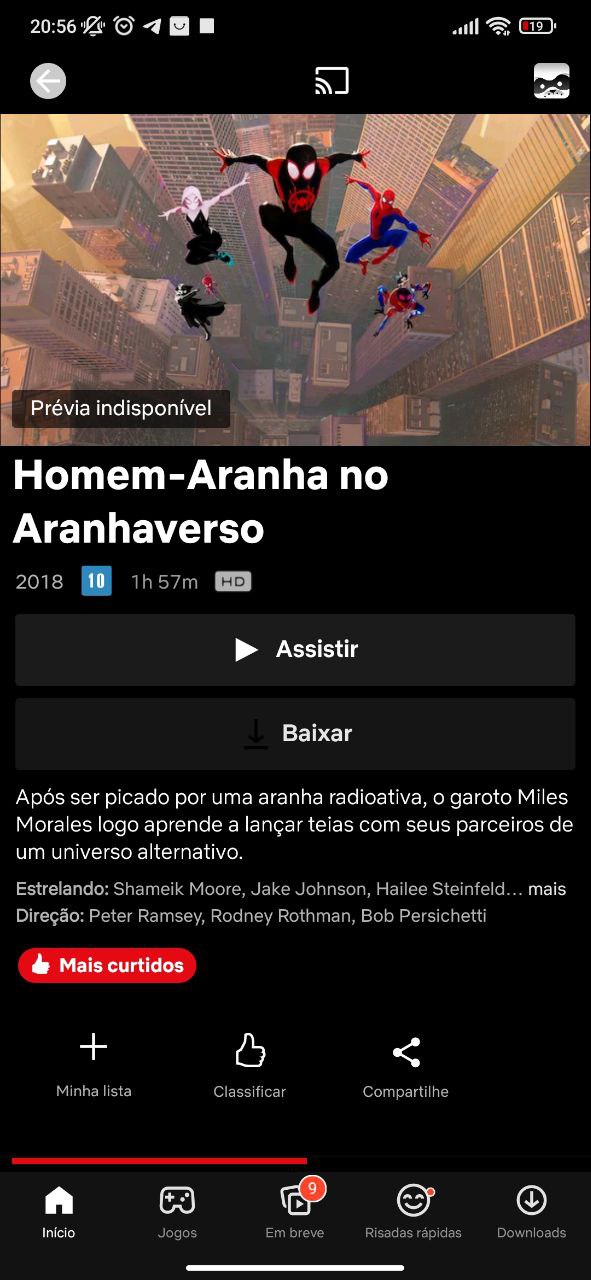 20:56
19
Prévia indisponível
Homem-Aranha no
Aranhaverso
2018 10 1h 57m HD
Assistir
Baixar
Após ser picado por uma aranha radioativa, o garoto Miles
Morales logo aprende a lançar teias com seus parceiros de
um universo alternativo.
Estrelando: Shameik Moore, Jake Johnson, Hailee Steinfeld... mais
Direção: Peter Ramsey, Rodney Rothman, Bob Persichetti
Mais curtidos
Minha lista Classificar Compartilhe
9
Início Jogos Em breve Risadas rápidas Downloads